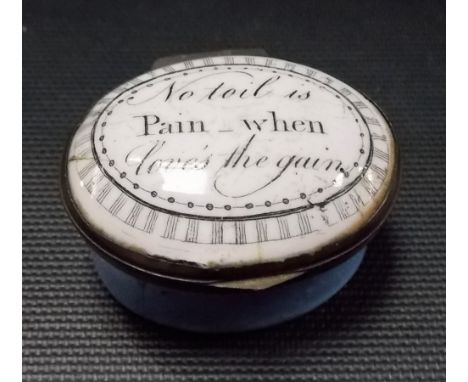 No toil is
Pain - when
love's the gain